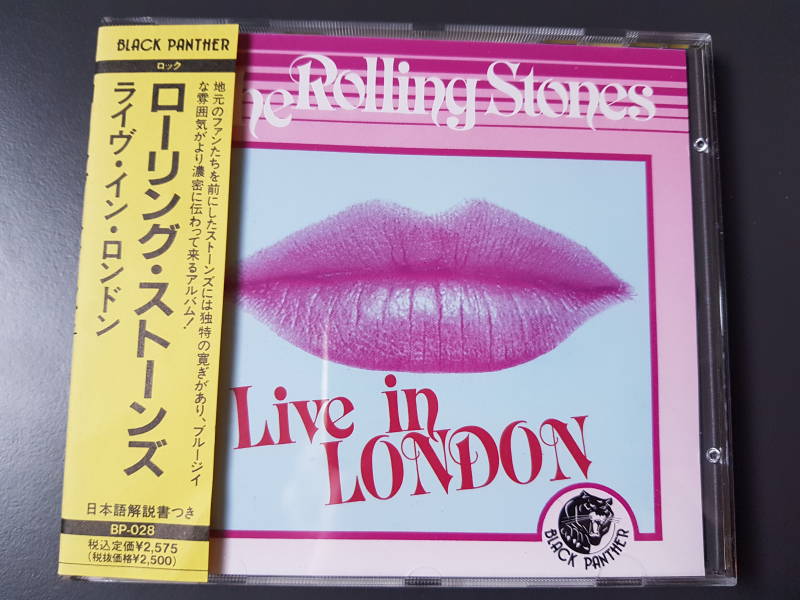 BLACK PANTHER
ロック
地元のファンたちを前にしたストーンズには独特の寛ぎがあり、ブルージイ
な雰囲気がより濃密に伝わって来るアルバム！
ローリング・ストーンズ
ライヴ・イン・ロンドン
日本語解説書つき
BP-028
税込定価¥2,575
(税抜価格¥2,500)
he Rolling Stones
Live in
LONDON
BLACK PANTHER